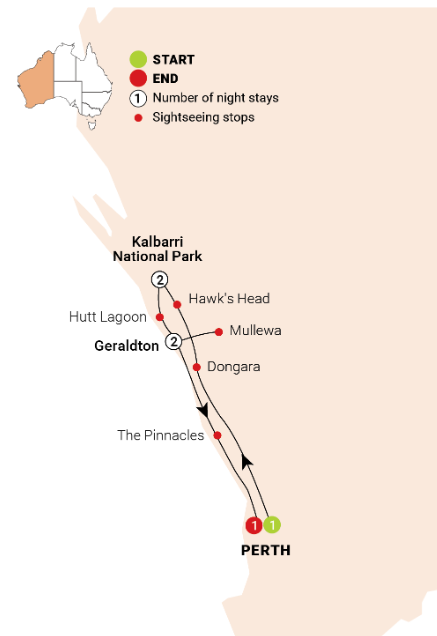 START
END
1 Number of night stays
Sightseeing stops
Kalbarri
National Park
2
Hawk's Head
Hutt Lagoon
Mullewa
Geraldton 2
Dongara
The Pinnacles
1 1
PERTH